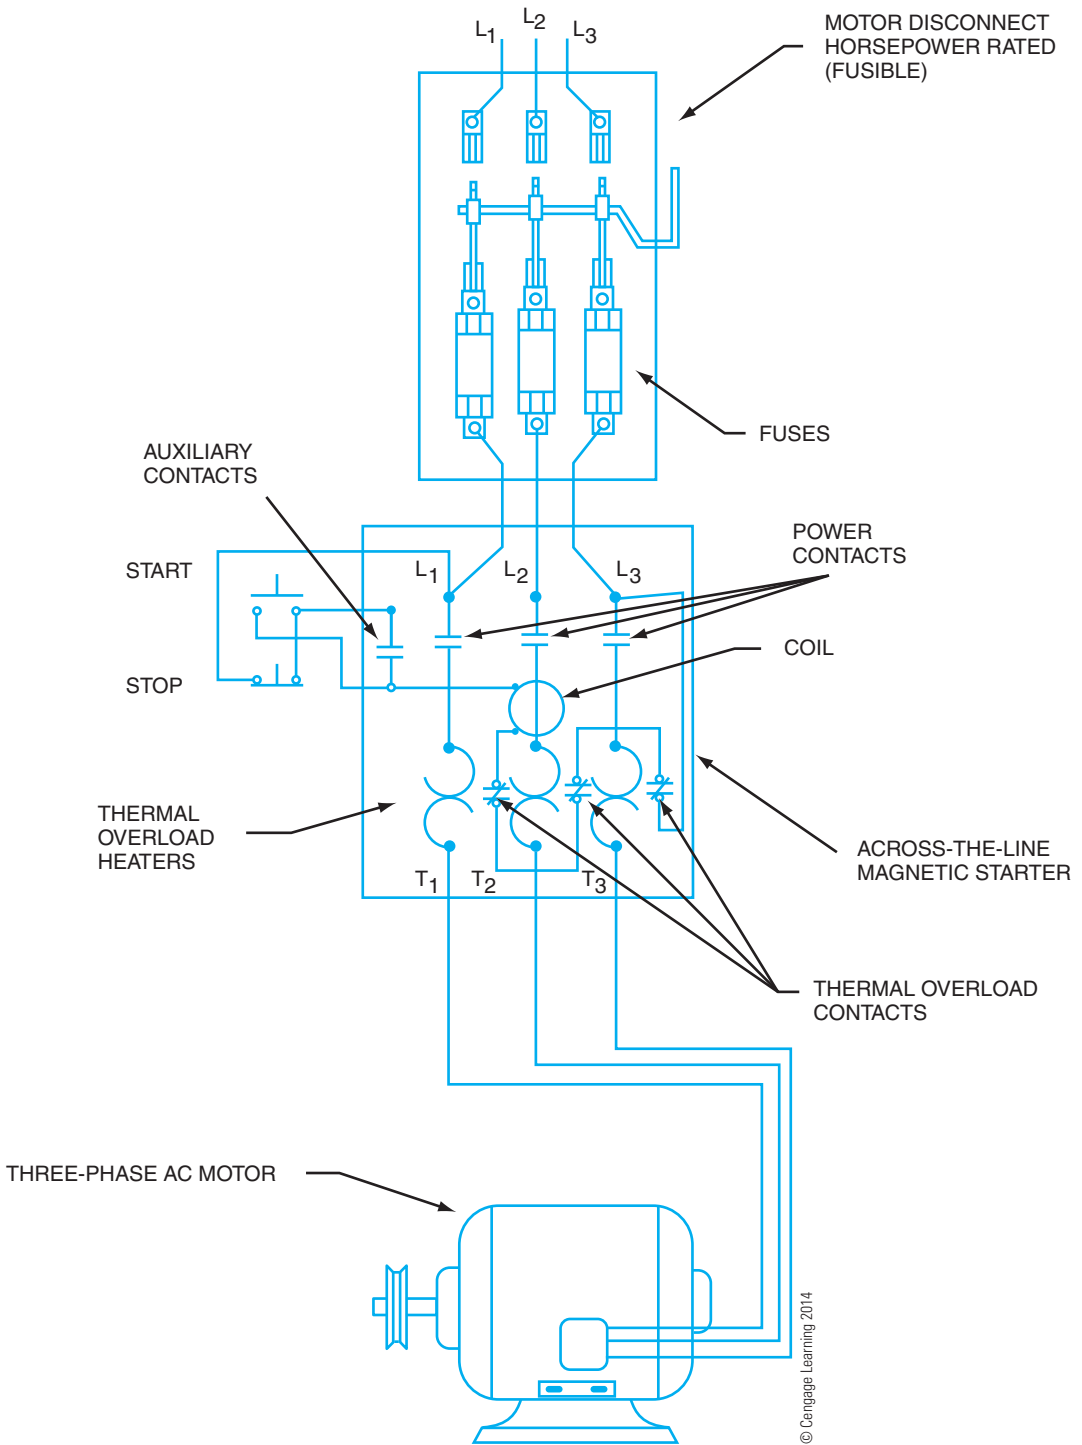 L1
L2
L3
MOTOR DISCONNECT
HORSEPOWER RATED
(FUSIBLE)
FUSES
AUXILIARY
CONTACTS
POWER
CONTACTS
START
L1
L2
L3
COIL
STOP
THERMAL
OVERLOAD
HEATERS
ACROSS-THE-LINE
MAGNETIC STARTER
T1
T2
T3
THERMAL OVERLOAD
CONTACTS
THREE-PHASE AC MOTOR
© Cengage Learning 2014